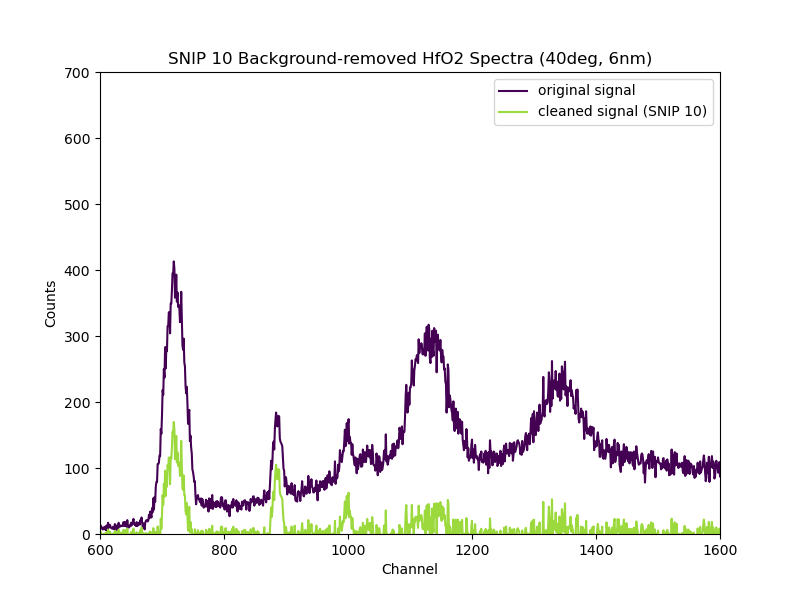 SNIP 10 Background-removed HfO2 Spectra (40deg, 6nm)
original signal
cleaned signal (SNIP 10)
700
600
500
400
300
200
100
0
Counts
600
800
1000
1200
1400
1600
Channel